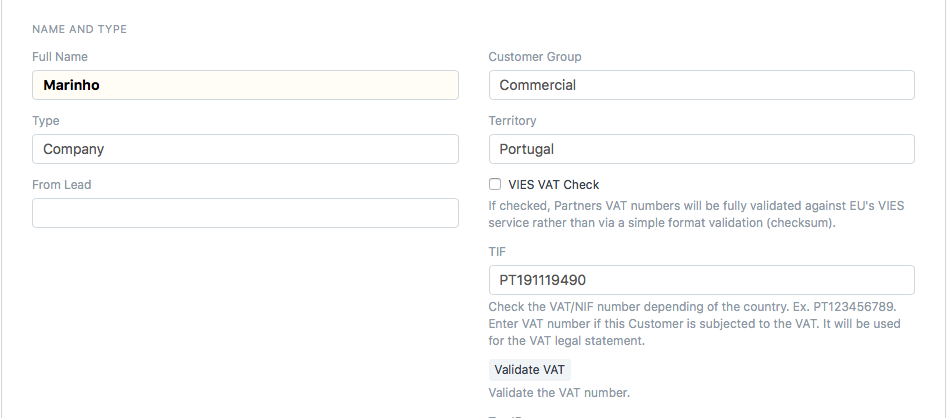 NAME AND TYPE
Full Name
Marinho
Type
Company
From Lead
Customer Group
Commercial
Territory
Portugal
VIES VAT Check
If checked, Partners VAT numbers will be fully validated against EU's VIES
service rather than via a simple format validation (checksum).
TIF
PT191119490
Check the VAT/NIF number depending of the country. Ex. PT123456789.
Enter VAT number if this Customer is subjected to the VAT. It will be used
for the VAT legal statement.
Validate VAT
Validate the VAT number.